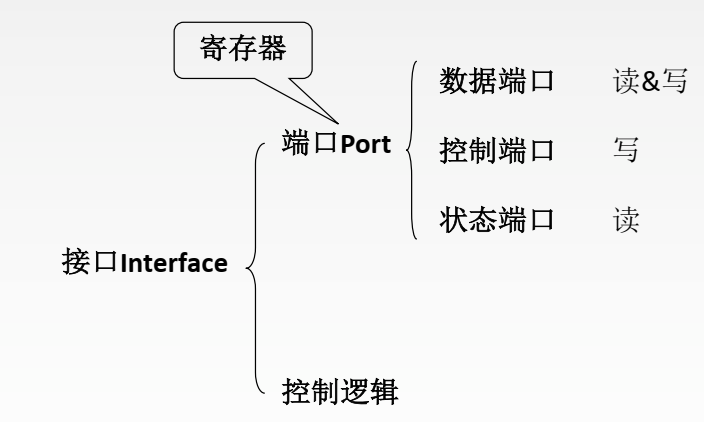 寄存器
数据端口 读&写
端口Port
控制端口 写
状态端口 读
接口Interface
控制逻辑